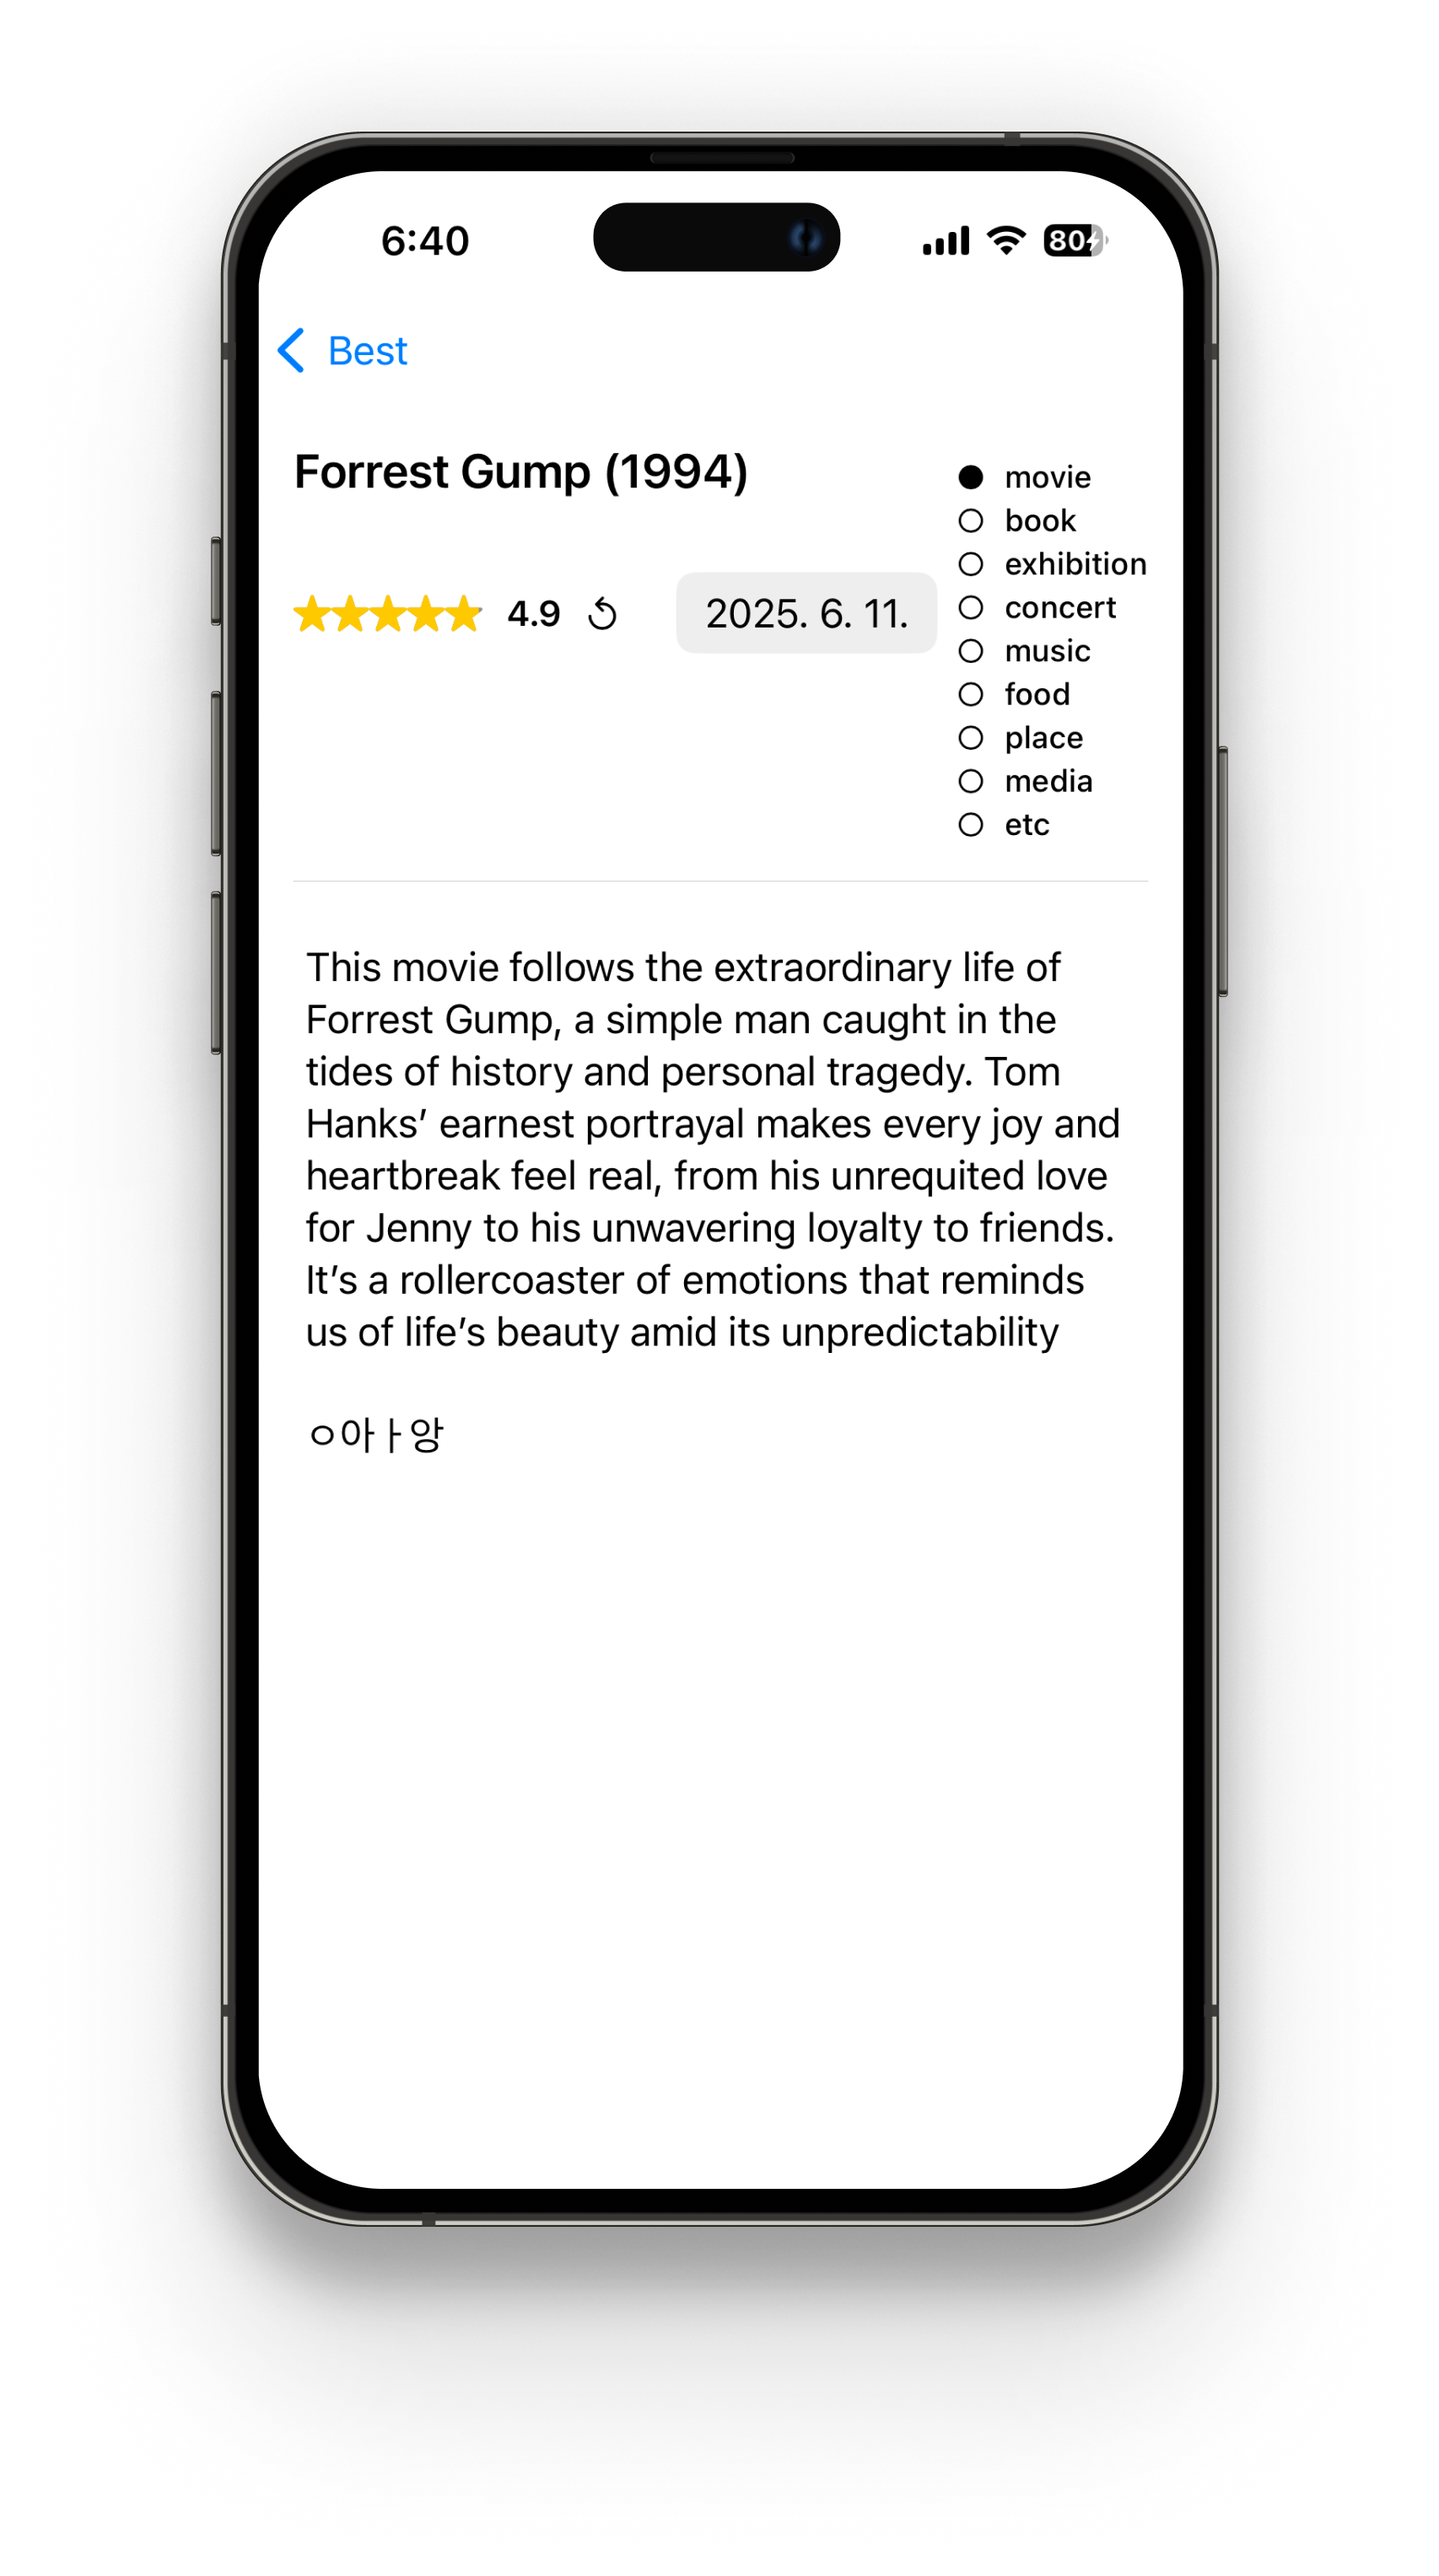 6:40
80
Best
Forrest Gump (1994)
4.9
2025. 6. 11.
movie
book
exhibition
concert
music
food
place
media
etc
This movie follows the extraordinary life of
Forrest Gump, a simple man caught in the
tides of history and personal tragedy. Tom
Hanks’ earnest portrayal makes every joy and
heartbreak feel real, from his unrequited love
for Jenny to his unwavering loyalty to friends.
It’s a rollercoaster of emotions that reminds
us of life’s beauty amid its unpredictability
ㅇ아ㅏ앙